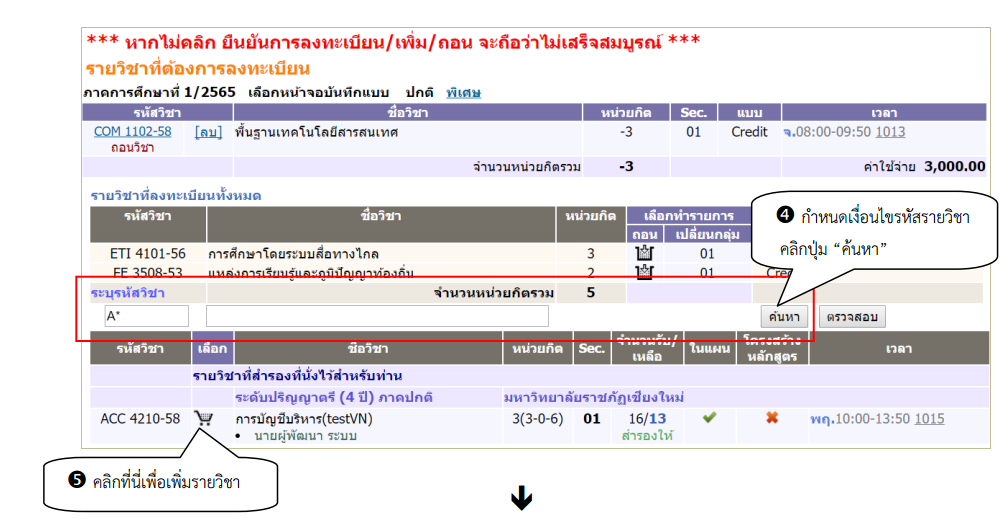 *** หากไม่คลิก ยืนยันการลงทะเบียน/เพิ่ม/ถอน จะถือว่าไม่เสร็จสมบูรณ์ ***
รายวิชาที่ต้องการลงทะเบียน
ภาคการศึกษาที่ 1/2565 เลือกหน้าจอบันทึกแบบ ปกติ พิเศษ
รหัสวิชา ชื่อวิชา หน่วยกิต Sec. แบบ เวลา
COM 1102-58 [ลบ] พื้นฐานเทคโนโลยีสารสนเทศ -3 01 Credit จ.08:00-09:50 1013
ถอนวิชา
จำนวนหน่วยกิตรวม -3 ค่าใช้จ่าย 3,000.00
รายวิชาที่ลงทะเบียนทั้งหมด
รหัสวิชา ชื่อวิชา หน่วยกิต เลือกทำรายการ
ถอน เปลี่ยนกลุ่ม
❹ กำหนดเงื่อนไขรหัสรายวิชา
คลิกปุ่ม “ค้นหา”
ETI 4101-56 การศึกษาโดยระบบสื่อทางไกล 3 01
EE 3508-53 แหล่งการเรียนรู้และภูมิปัญญาท้องถิ่น 2 01
ระบุรหัสวิชา จำนวนหน่วยกิตรวม 5
A* ค้นหา ตรวจสอบ
รหัสวิชา เลือก ชื่อวิชา หน่วยกิต Sec. จำนวนรับ/เหลือ ในแผน โครงสร้างหลักสูตร เวลา
รายวิชาที่สำรองที่นั่งไว้สำหรับท่าน
ระดับปริญญาตรี (4 ปี) ภาคปกติ มหาวิทยาลัยราชภัฏเชียงใหม่
ACC 4210-58 การบัญชีบริหาร(testVN) 3(3-0-6) 01 16/13 พฤ.10:00-13:50 1015
• นายผู้พัฒนา ระบบ สำรองให้
❺ คลิกที่นี่เพื่อเพิ่มรายวิชา